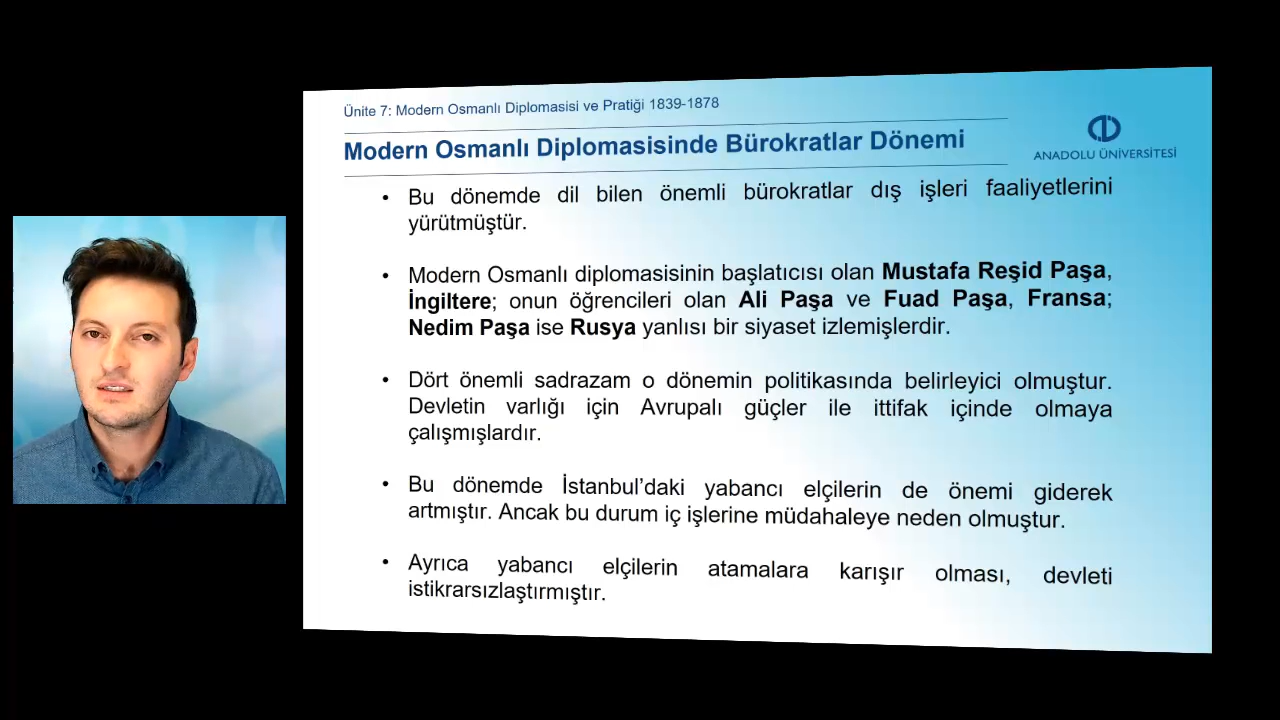 Ünite 7: Modern Osmanlı Diplomasisi ve Pratiği 1839-1878
Modern Osmanlı Diplomasisinde Bürokratlar Dönemi
ANADOLU ÜNİVERSİTESİ
• Bu dönemde dil bilen önemli bürokratlar dış işleri faaliyetlerini
yürütmüştür.
• Modern Osmanlı diplomasisinin başlatıcısı olan Mustafa Reşid Paşa,
İngiltere; onun öğrencileri olan Ali Paşa ve Fuad Paşa, Fransa;
Nedim Paşa ise Rusya yanlısı bir siyaset izlemişlerdir.
• Dört önemli sadrazam o dönemin politikasında belirleyici olmuştur.
Devletin varlığı için Avrupalı güçler ile ittifak içinde olmaya
çalışmışlardır.
• Bu dönemde İstanbul’daki yabancı elçilerin de önemi giderek
artmıştır. Ancak bu durum iç işlerine müdahaleye neden olmuştur.
• Ayrıca yabancı elçilerin atamalara karışır olması, devleti
istikrarsızlaştırmıştır.